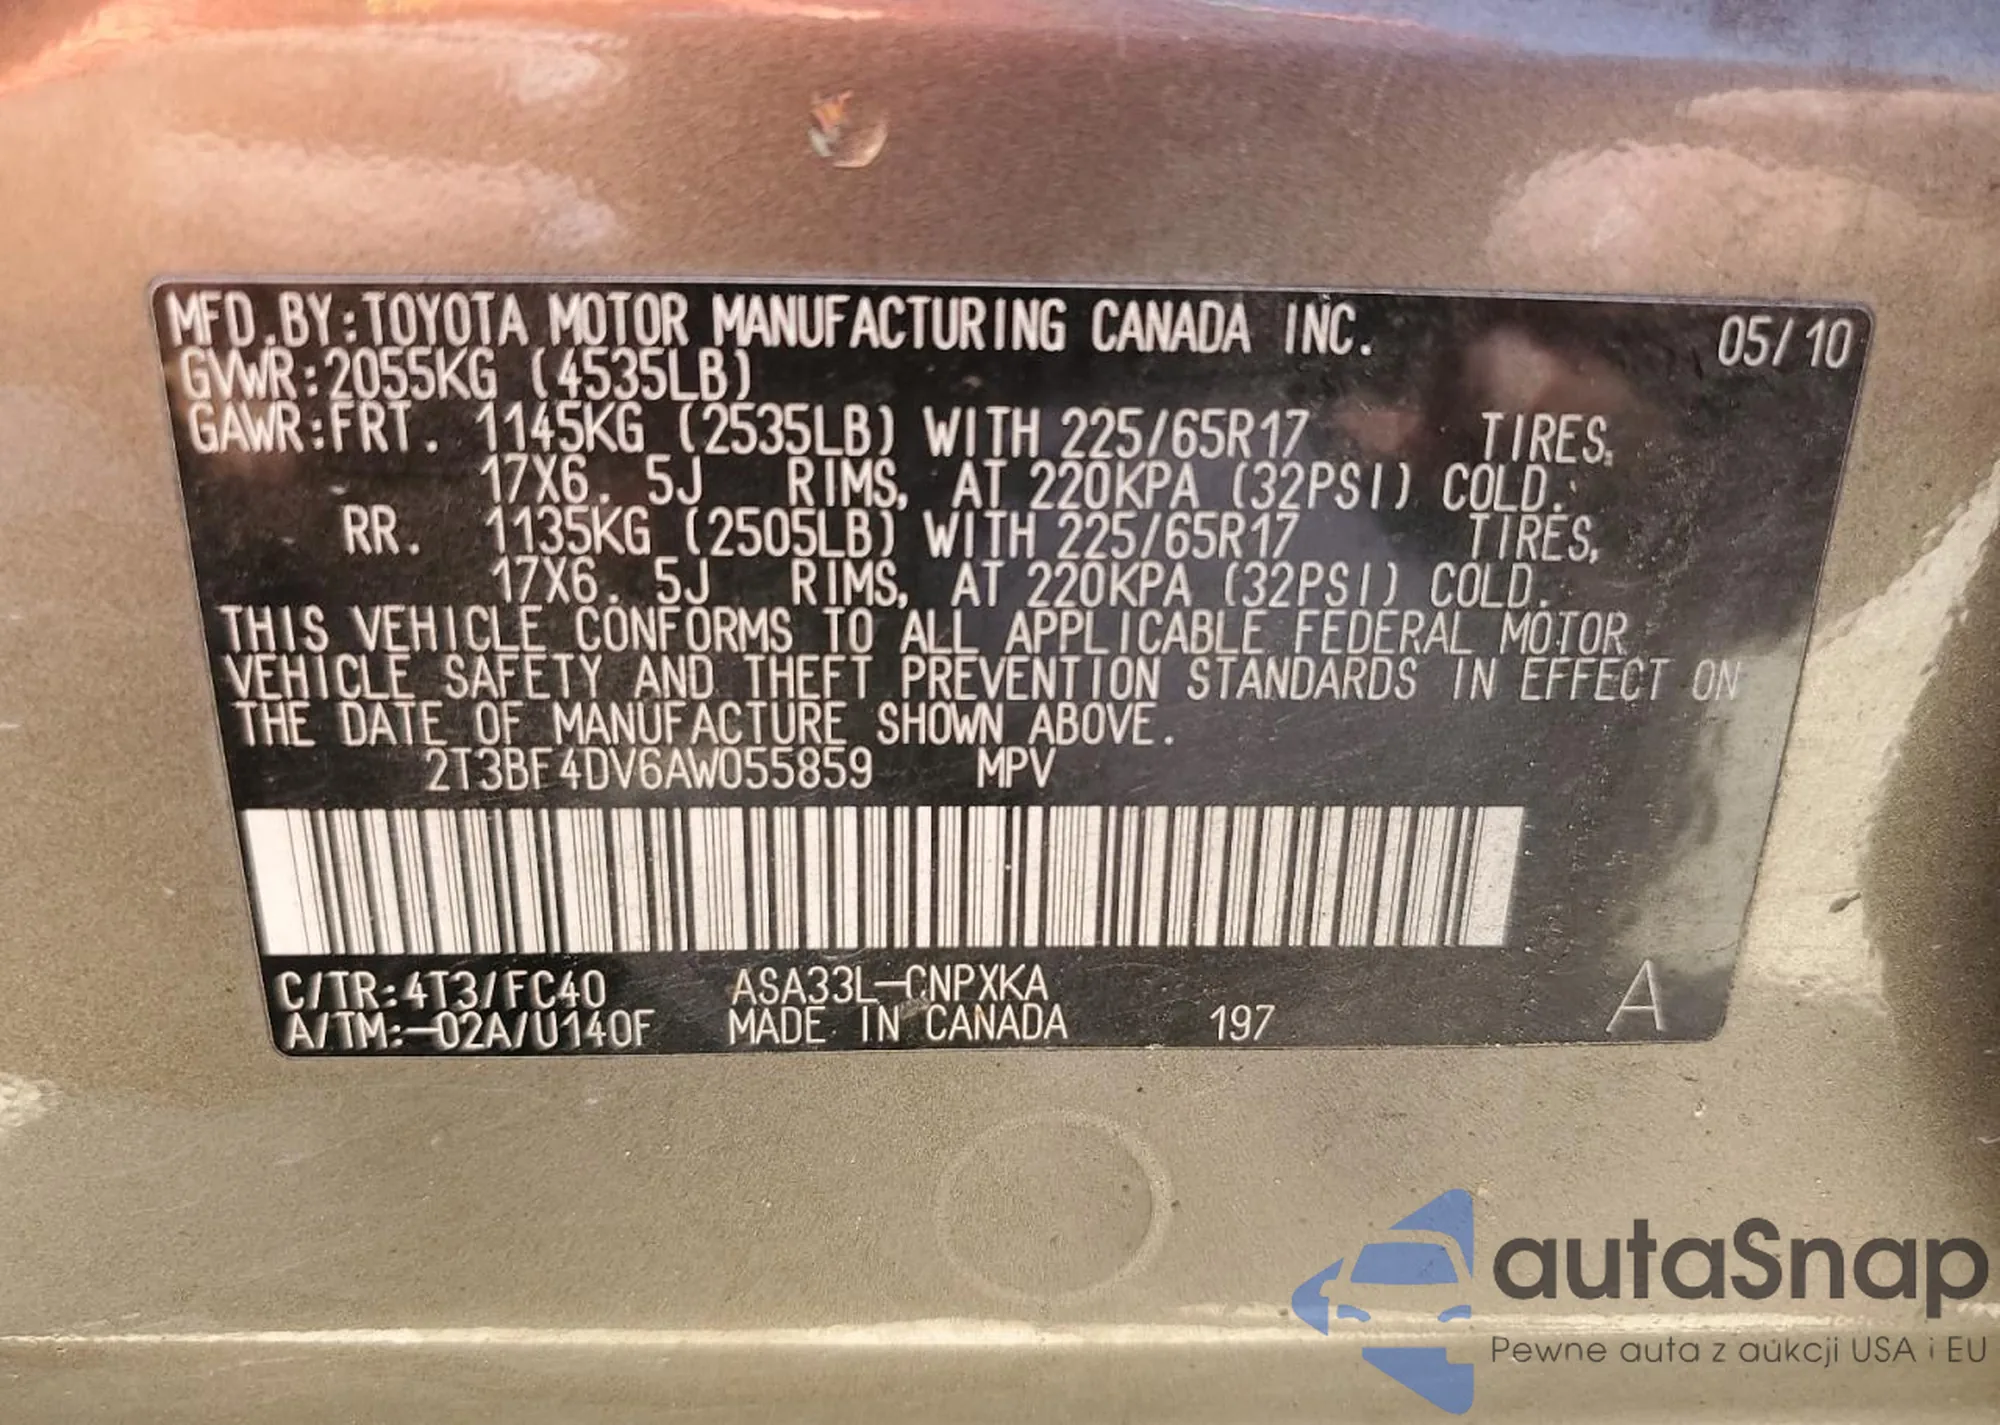 MFD.BY:TOYOTA MOTOR MANUFACTURING CANADA INC. 05/10
GVWR:2055KG (4535LB)
GAWR:FRT. 1145KG (2535LB) WITH 225/65R17 TIRES,
17X6.5J RIMS, AT 220KPA (32PSI) COLD.
RR. 1135KG (2505LB) WITH 225/65R17 TIRES,
17X6.5J RIMS, AT 220KPA (32PSI) COLD.
THIS VEHICLE CONFORMS TO ALL APPLICABLE FEDERAL MOTOR
VEHICLE SAFETY AND THEFT PREVENTION STANDARDS IN EFFECT ON
THE DATE OF MANUFACTURE SHOWN ABOVE.
2T3BF4DV6AW055859 MPV
C/TR:4T3/FC40 ASA33L-CNPXKA
A/TM:-02A/U140F MADE IN CANADA 197 A
autaSnap
Pewne auta z aukcji USA i EU